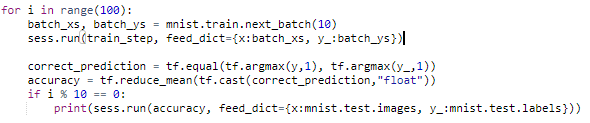 for i in range(100):
    batch_xs, batch_ys = mnist.train.next_batch(10)
    sess.run(train_step, feed_dict={x:batch_xs, y_:batch_ys})
    correct_prediction = tf.equal(tf.argmax(y,1), tf.argmax(y_,1))
    accuracy = tf.reduce_mean(tf.cast(correct_prediction,"float"))
    if i % 10 == 0:
        print(sess.run(accuracy, feed_dict={x:mnist.test.images, y_:mnist.test.labels}))